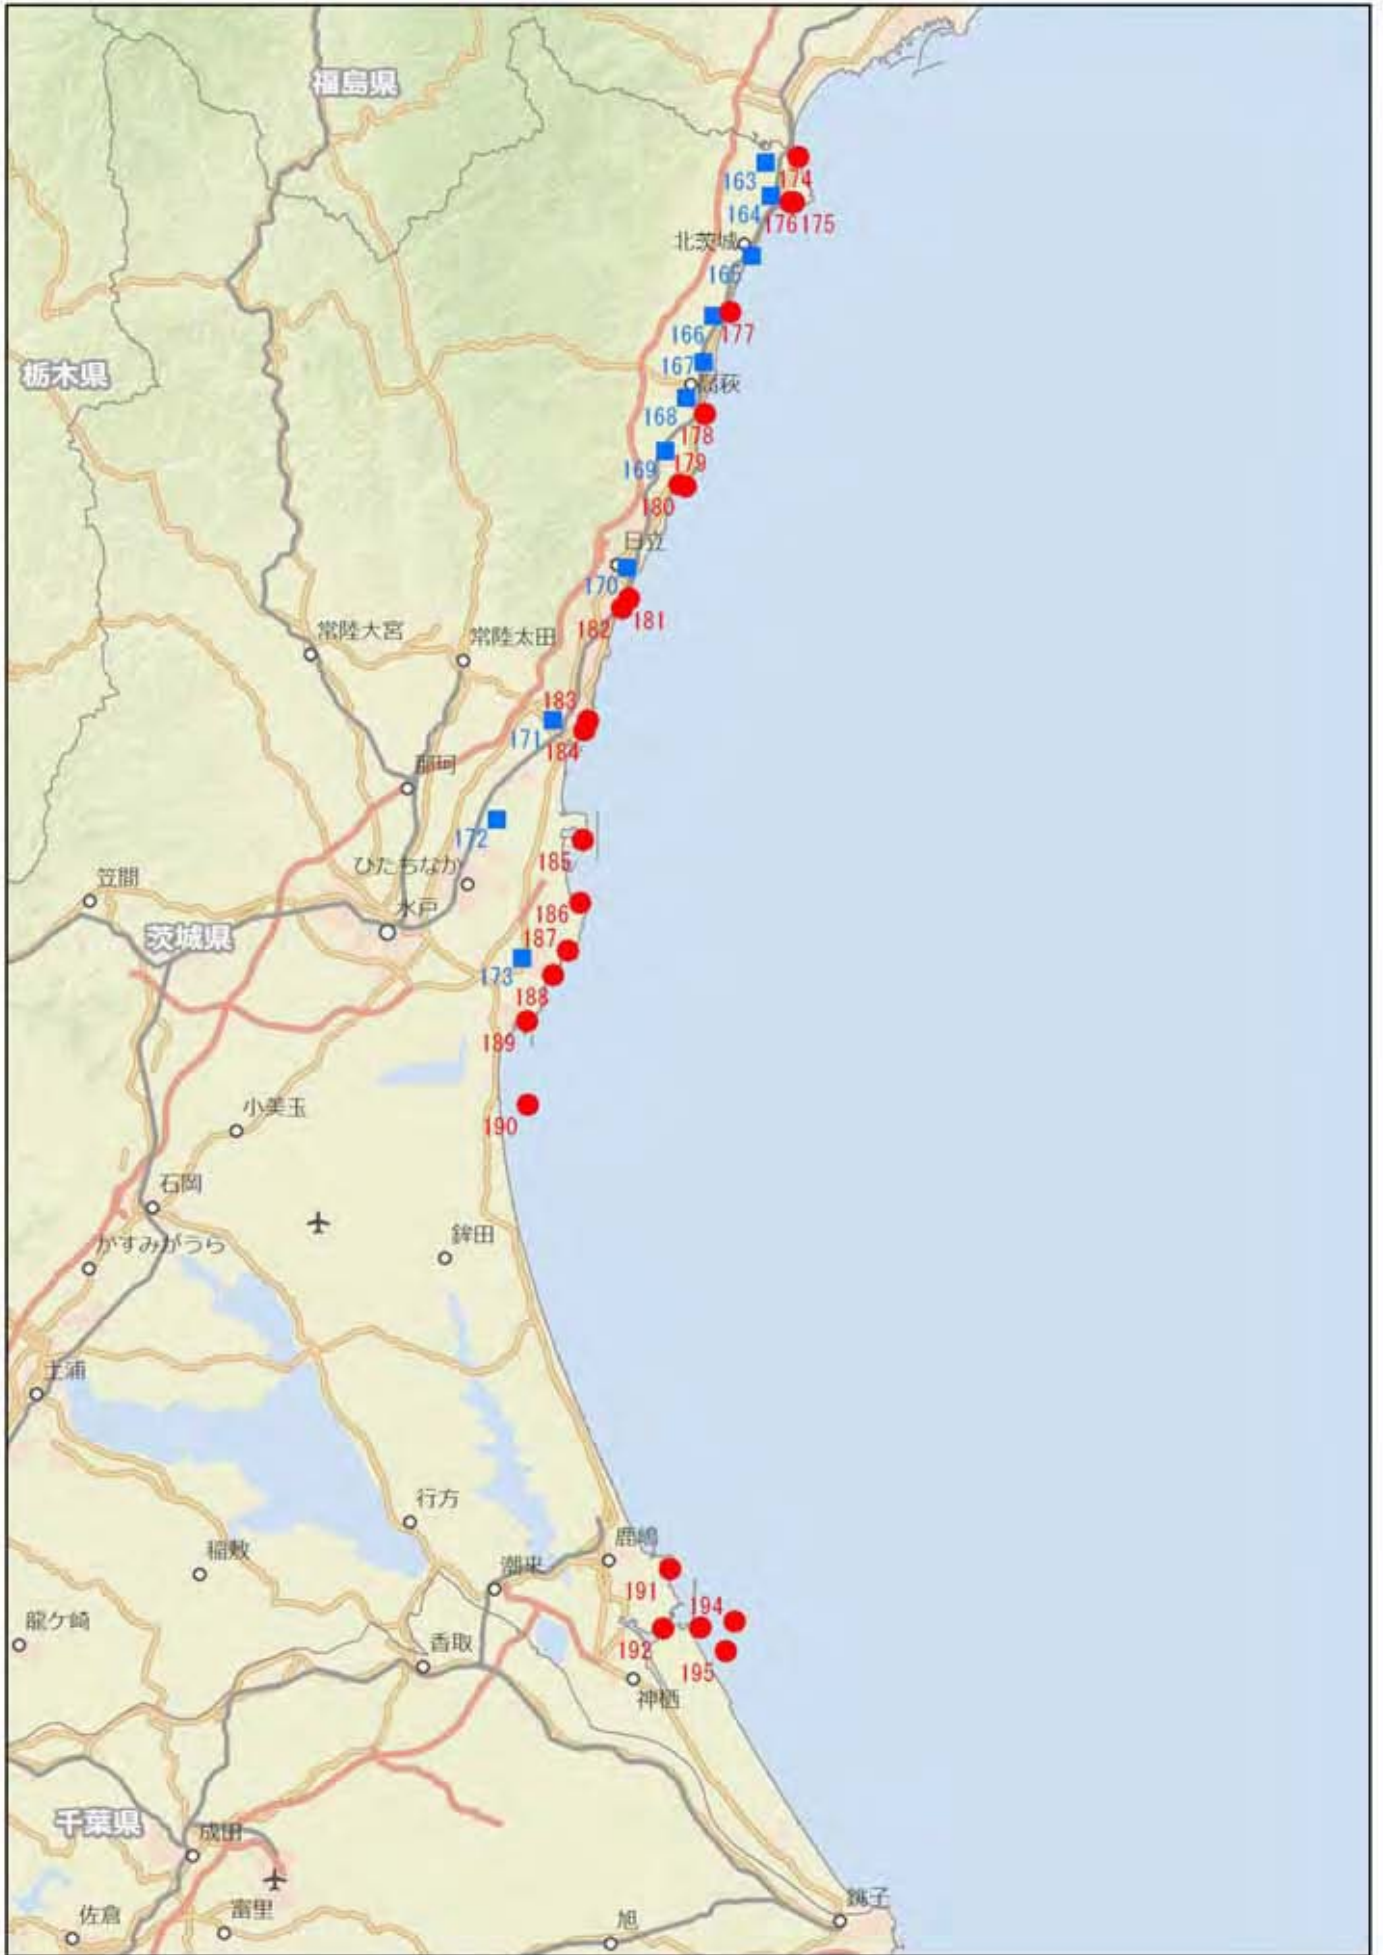 福島県
163
174
164
176
175
北茨城
165
166
177
167
栃木県
高萩
168
178
169
179
180
日立
170
181
182
常陸大宮
常陸太田
183
171
184
那珂
172
185
ひたちなか
笠間
水戸
186
茨城県
187
173
188
189
小美玉
190
石岡
鉾田
かすみがうら
土浦
行方
鹿嶋
稲敷
潮来
191
194
龍ケ崎
香取
192
195
神栖
千葉県
成田
銚子
富里
佐倉
旭